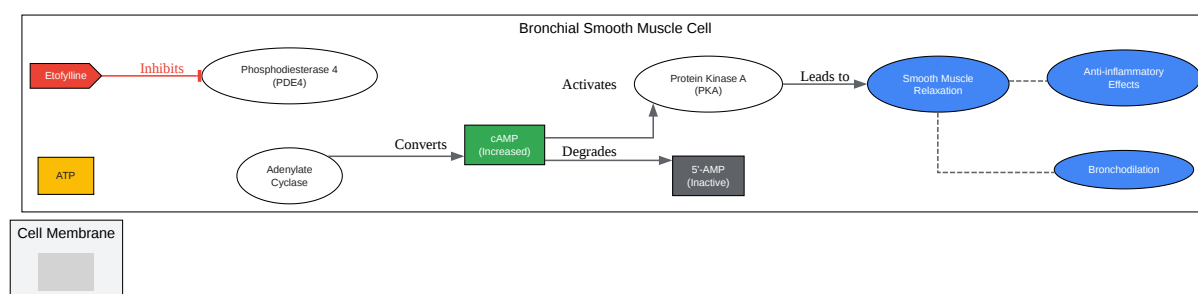 Bronchial Smooth Muscle Cell
Etofylline
Inhibits
Phosphodiesterase 4
(PDE4)
Activates
Protein Kinase A
(PKA)
Leads to
Smooth Muscle
Relaxation
Anti-inflammatory
Effects
ATP
Adenylate
Cyclase
Converts
cAMP
(Increased)
Degrades
5'-AMP
(Inactive)
Bronchodilation
Cell Membrane